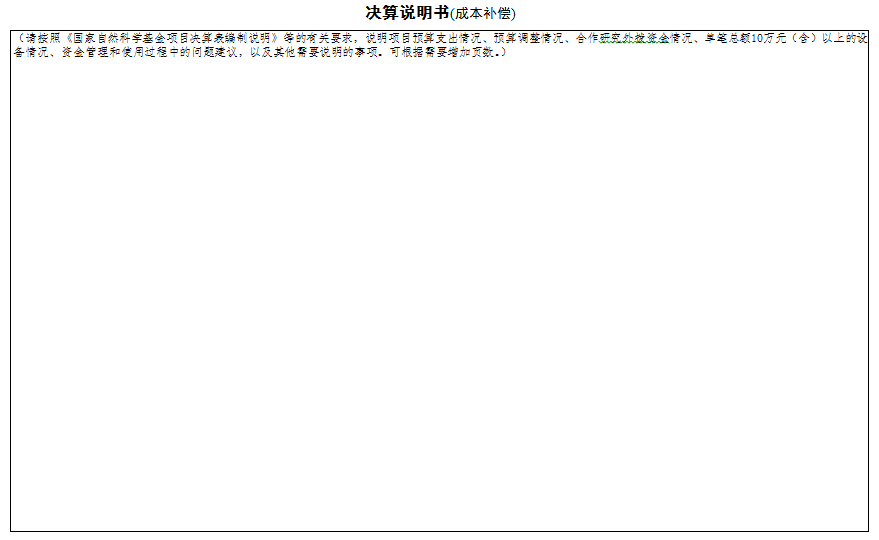 决算说明书(成本补偿)
（请按照《国家自然科学基金项目决算表编制说明》等的有关要求，说明项目预算支出情况、预算调整情况、合作研究外拨资金情况、单笔总额10万元（含）以上的设
备情况、资金管理和使用过程中的问题建议，以及其他需要说明的事项。可根据需要增加页数。）